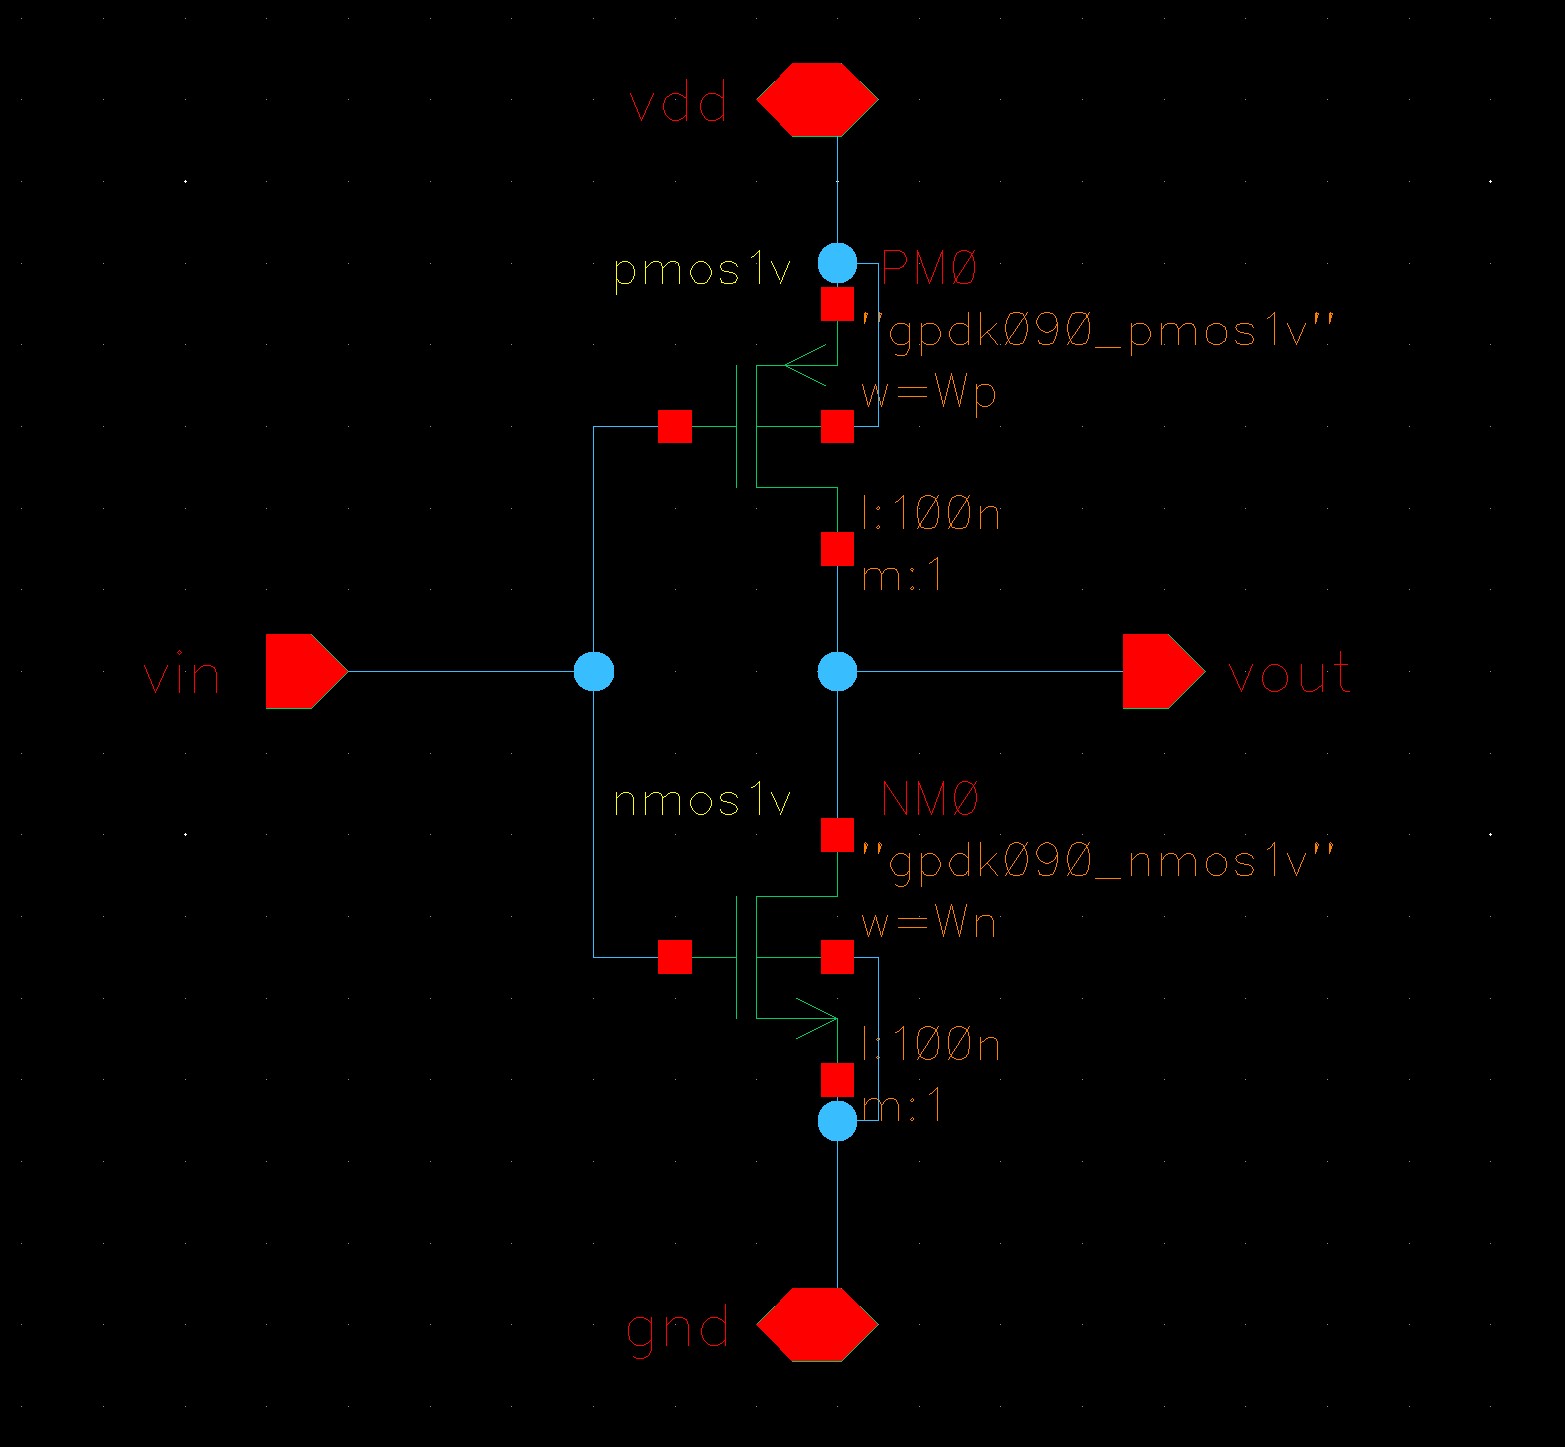 vdd
pmos1v
PM0
"gpdk090_pmos1v"
w=Wp
l:100n
m:1
vin
vout
nmos1v
NM0
"gpdk090_nmos1v"
w=Wn
l:100n
m:1
gnd